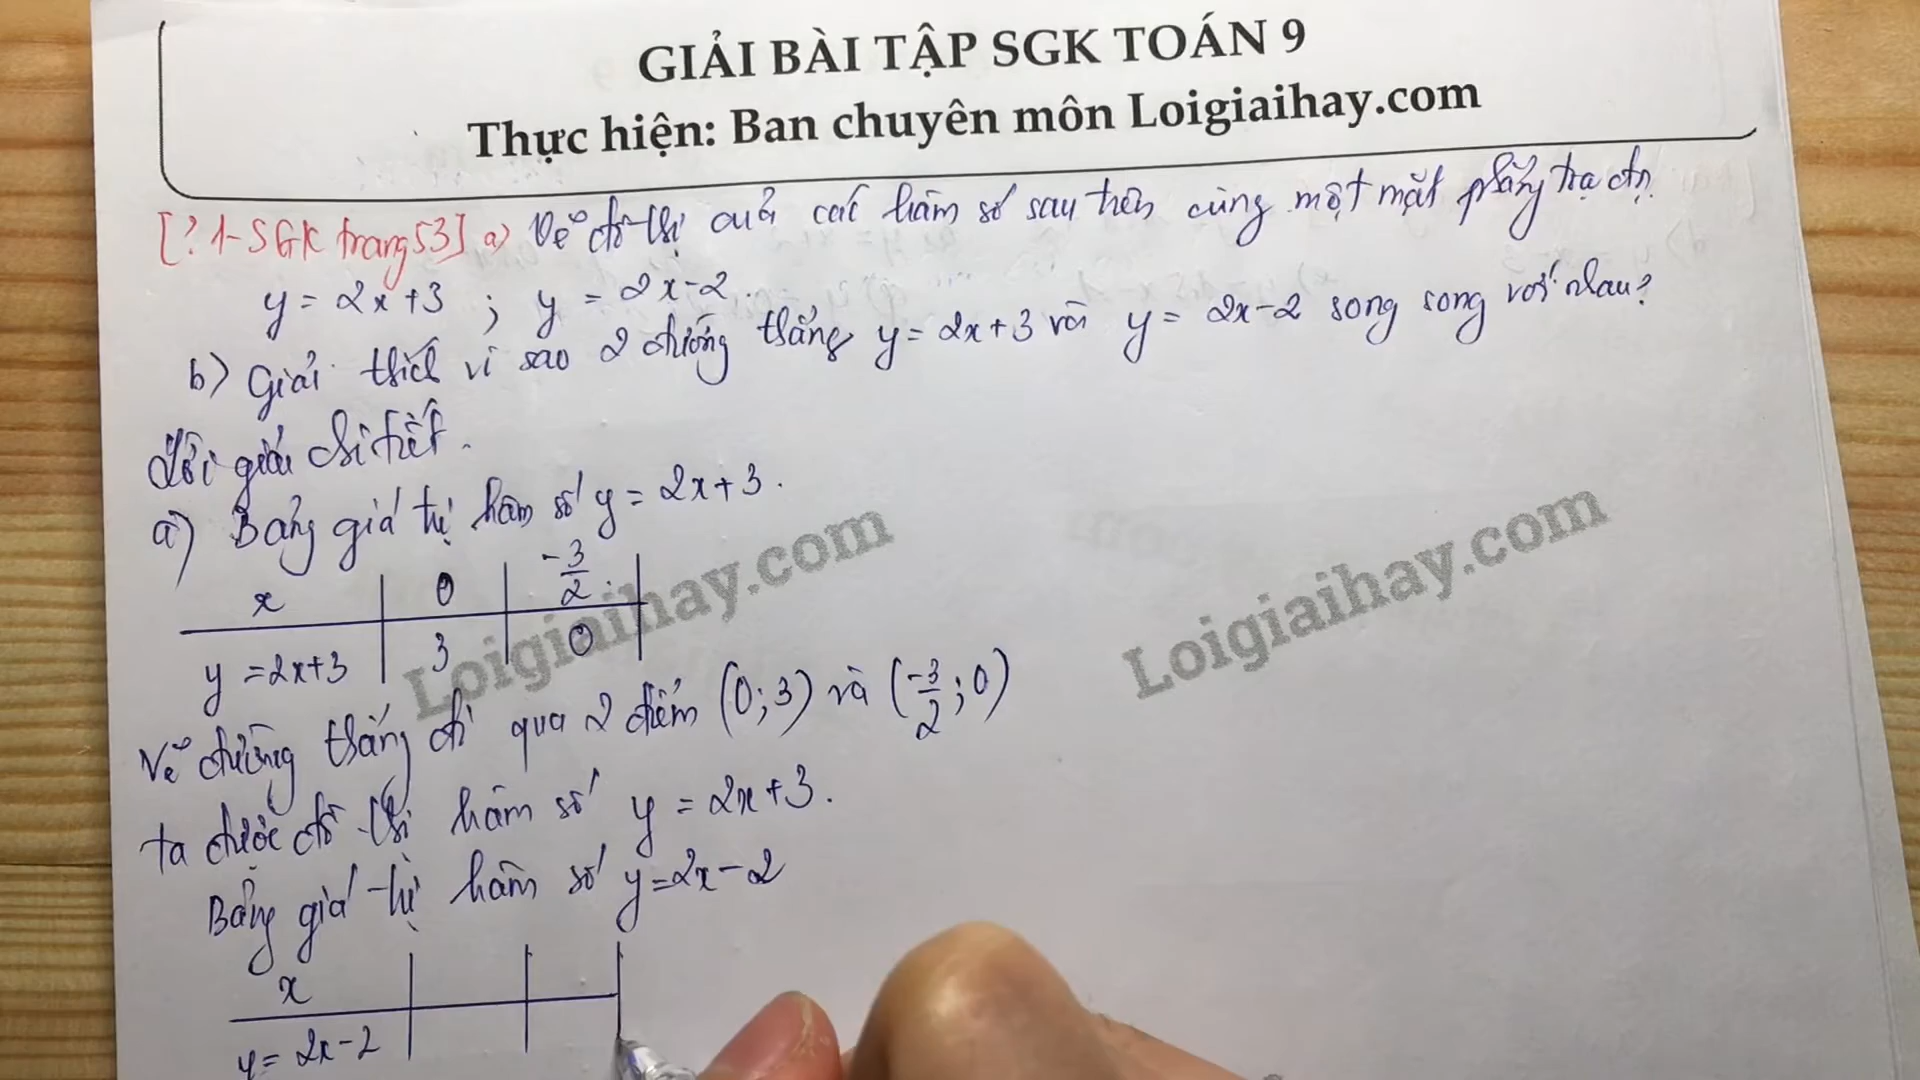 GIẢI BÀI TẬP SGK TOÁN 9
Thực hiện: Ban chuyên môn Loigiaihay.com
[?1-SGK trang 53] a) Vẽ đồ thị của các hàm số sau trên cùng một mặt phẳng tọa độ.
y = 2x+3 ; y = 2x-2.
b) Giải thích vì sao 2 đường thẳng y = 2x+3 và y = 2x-2 song song với nhau?
Lời giải chi tiết.
a) Bảng giá trị hàm số y = 2x+3.
x 0 -3/2
y = 2x+3 3 0
Loigiaihay.com
Loigiaihay.com
Vẽ đường thẳng đi qua 2 điểm (0;3) và (-3/2;0)
ta được đồ thị hàm số y = 2x+3.
Bảng giá trị hàm số y=2x-2
x
y= 2x-2